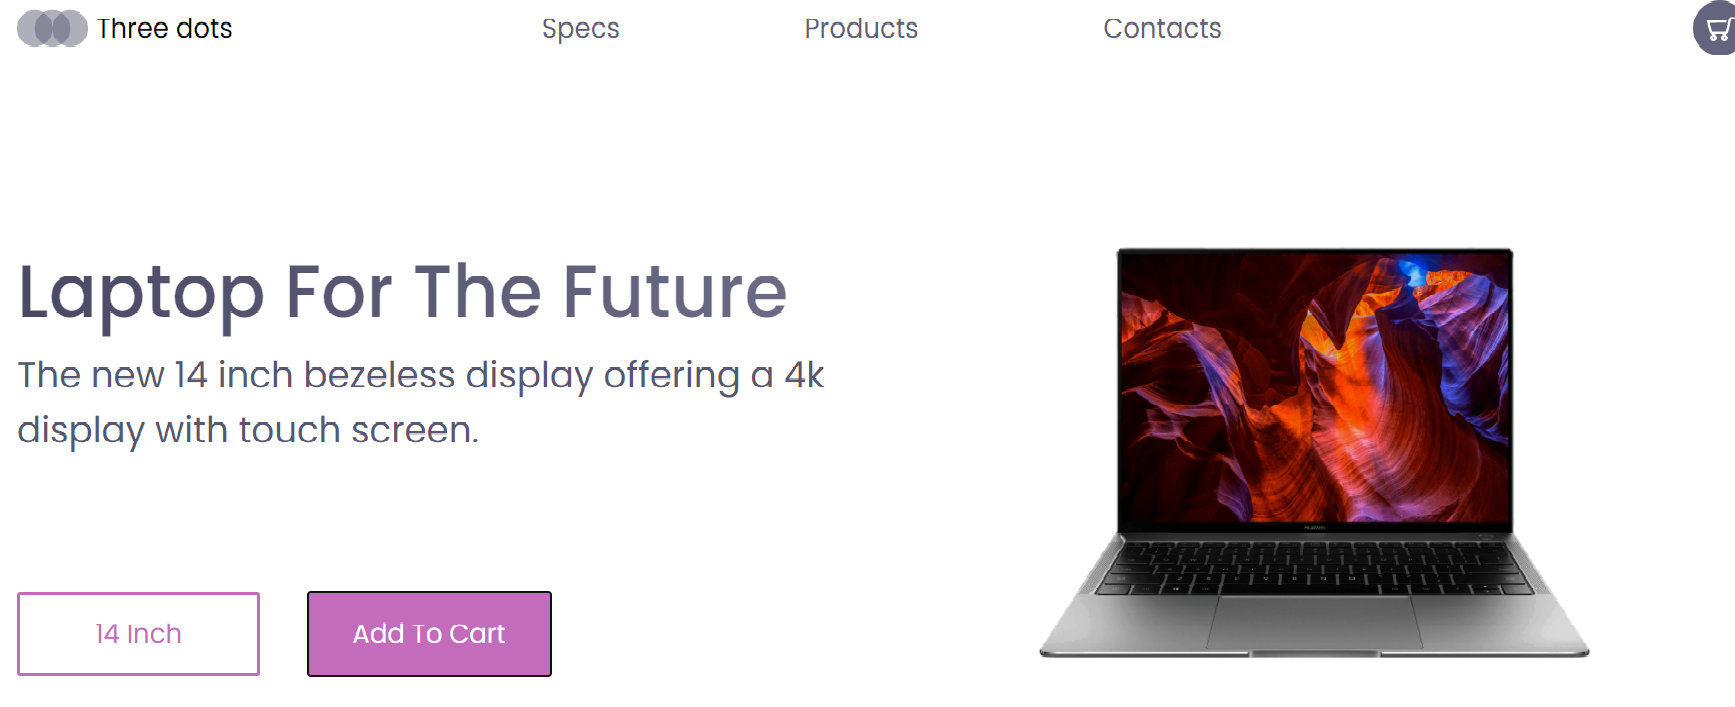 Three dots
Specs
Products
Contacts
Laptop For The Future
The new 14 inch bezeless display offering a 4k
display with touch screen.
HUAWEI
14 Inch
Add To Cart